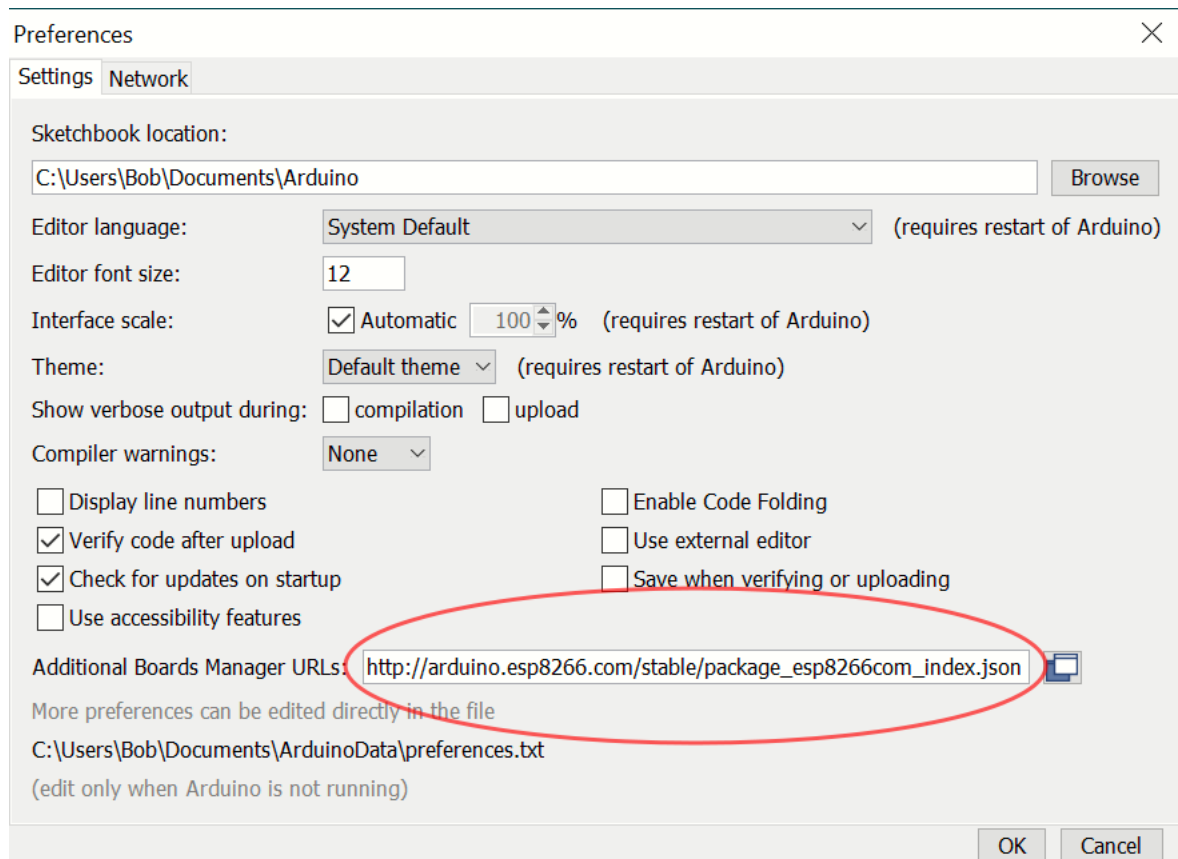 Preferences
Settings Network
Sketchbook location:
C:\Users\Bob\Documents\Arduino Browse
Editor language: System Default (requires restart of Arduino)
Editor font size: 12
Interface scale: Automatic 100 % (requires restart of Arduino)
Theme: Default theme (requires restart of Arduino)
Show verbose output during: compilation upload
Compiler warnings: None
Display line numbers Enable Code Folding
Verify code after upload Use external editor
Check for updates on startup Save when verifying or uploading
Use accessibility features
Additional Boards Manager URLs: http://arduino.esp8266.com/stable/package_esp8266com_index.json
More preferences can be edited directly in the file
C:\Users\Bob\Documents\ArduinoData\preferences.txt
(edit only when Arduino is not running)
OK Cancel